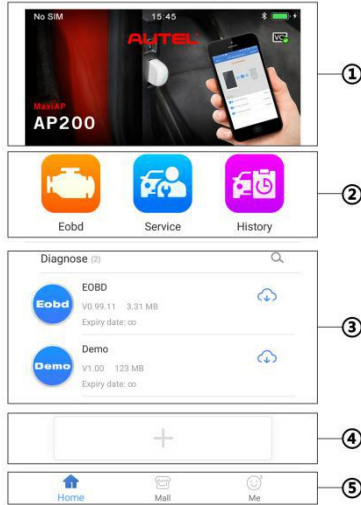 No SIM 15:45
AUTEL
VC
MaxiAP
AP200
①
Eobd Service History
②
Diagnose (2)
Eobd EOBD
V0.99.11 3.31 MB
Expiry date: ∞
③
Demo Demo
V1.00 123 MB
Expiry date: ∞
+
④
Home Mall Me
⑤